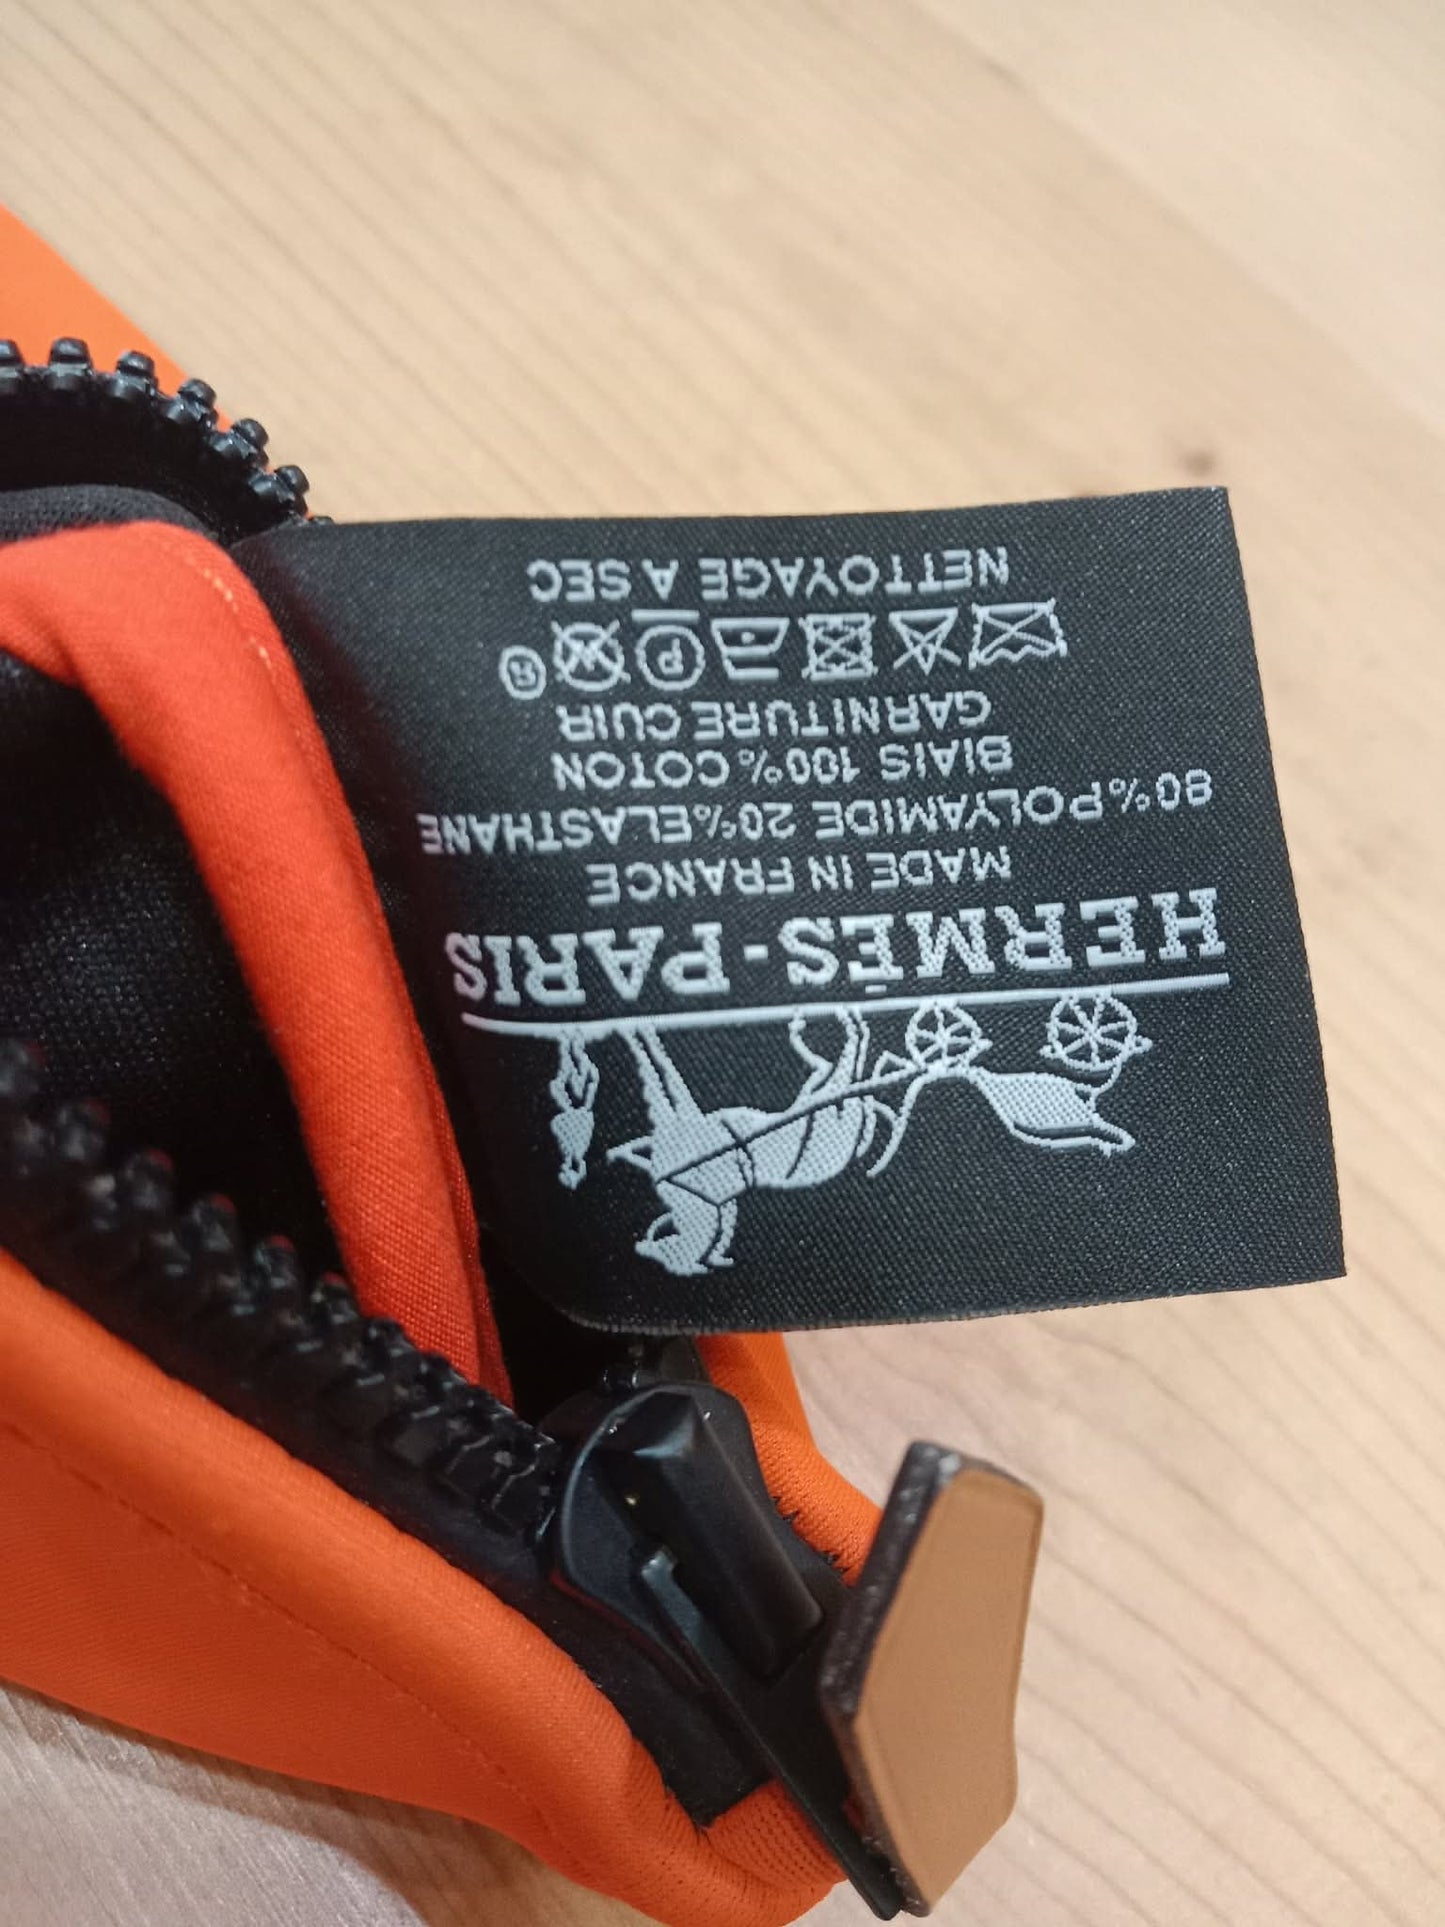 HERMÈS-PARIS
MADE IN FRANCE
80%POLYAMIDE 20%ELASTHANE
BIAIS 100% COTON
GARNITURE CUIR
P W
NETTOYAGE A SEC